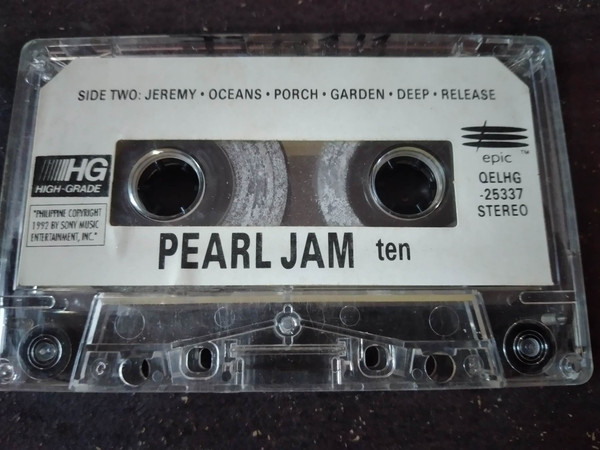 SIDE TWO: JEREMY • OCEANS • PORCH • GARDEN • DEEP • RELEASE
HG
HIGH-GRADE
"PHILIPPINE COPYRIGHT
1992 BY SONY MUSIC
ENTERTAINMENT, INC."
epic ™
QELHG
-25337
STEREO
PEARL JAM ten